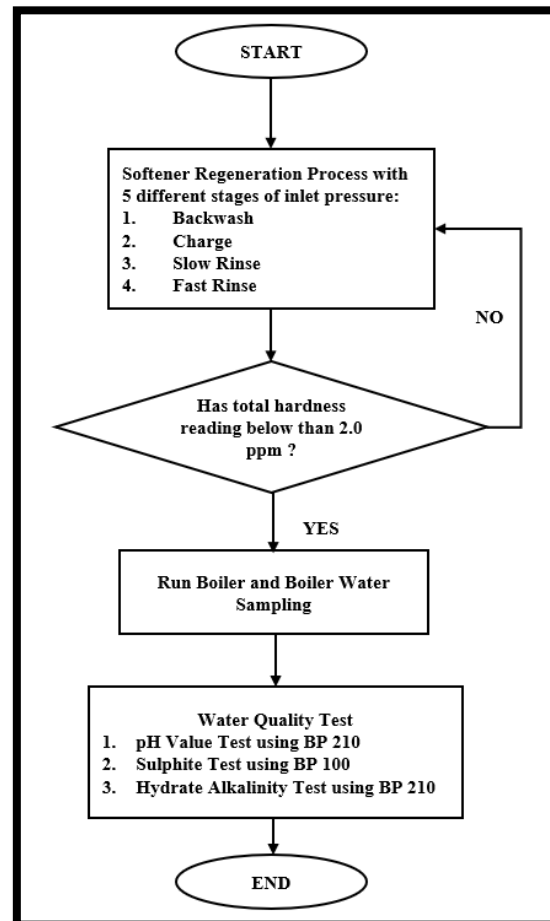 START
Softener Regeneration Process with
5 different stages of inlet pressure:
1. Backwash
2. Charge
3. Slow Rinse
4. Fast Rinse
NO
Has total hardness
reading below than 2.0
ppm ?
YES
Run Boiler and Boiler Water
Sampling
Water Quality Test
1. pH Value Test using BP 210
2. Sulphite Test using BP 100
3. Hydrate Alkalinity Test using BP 210
END